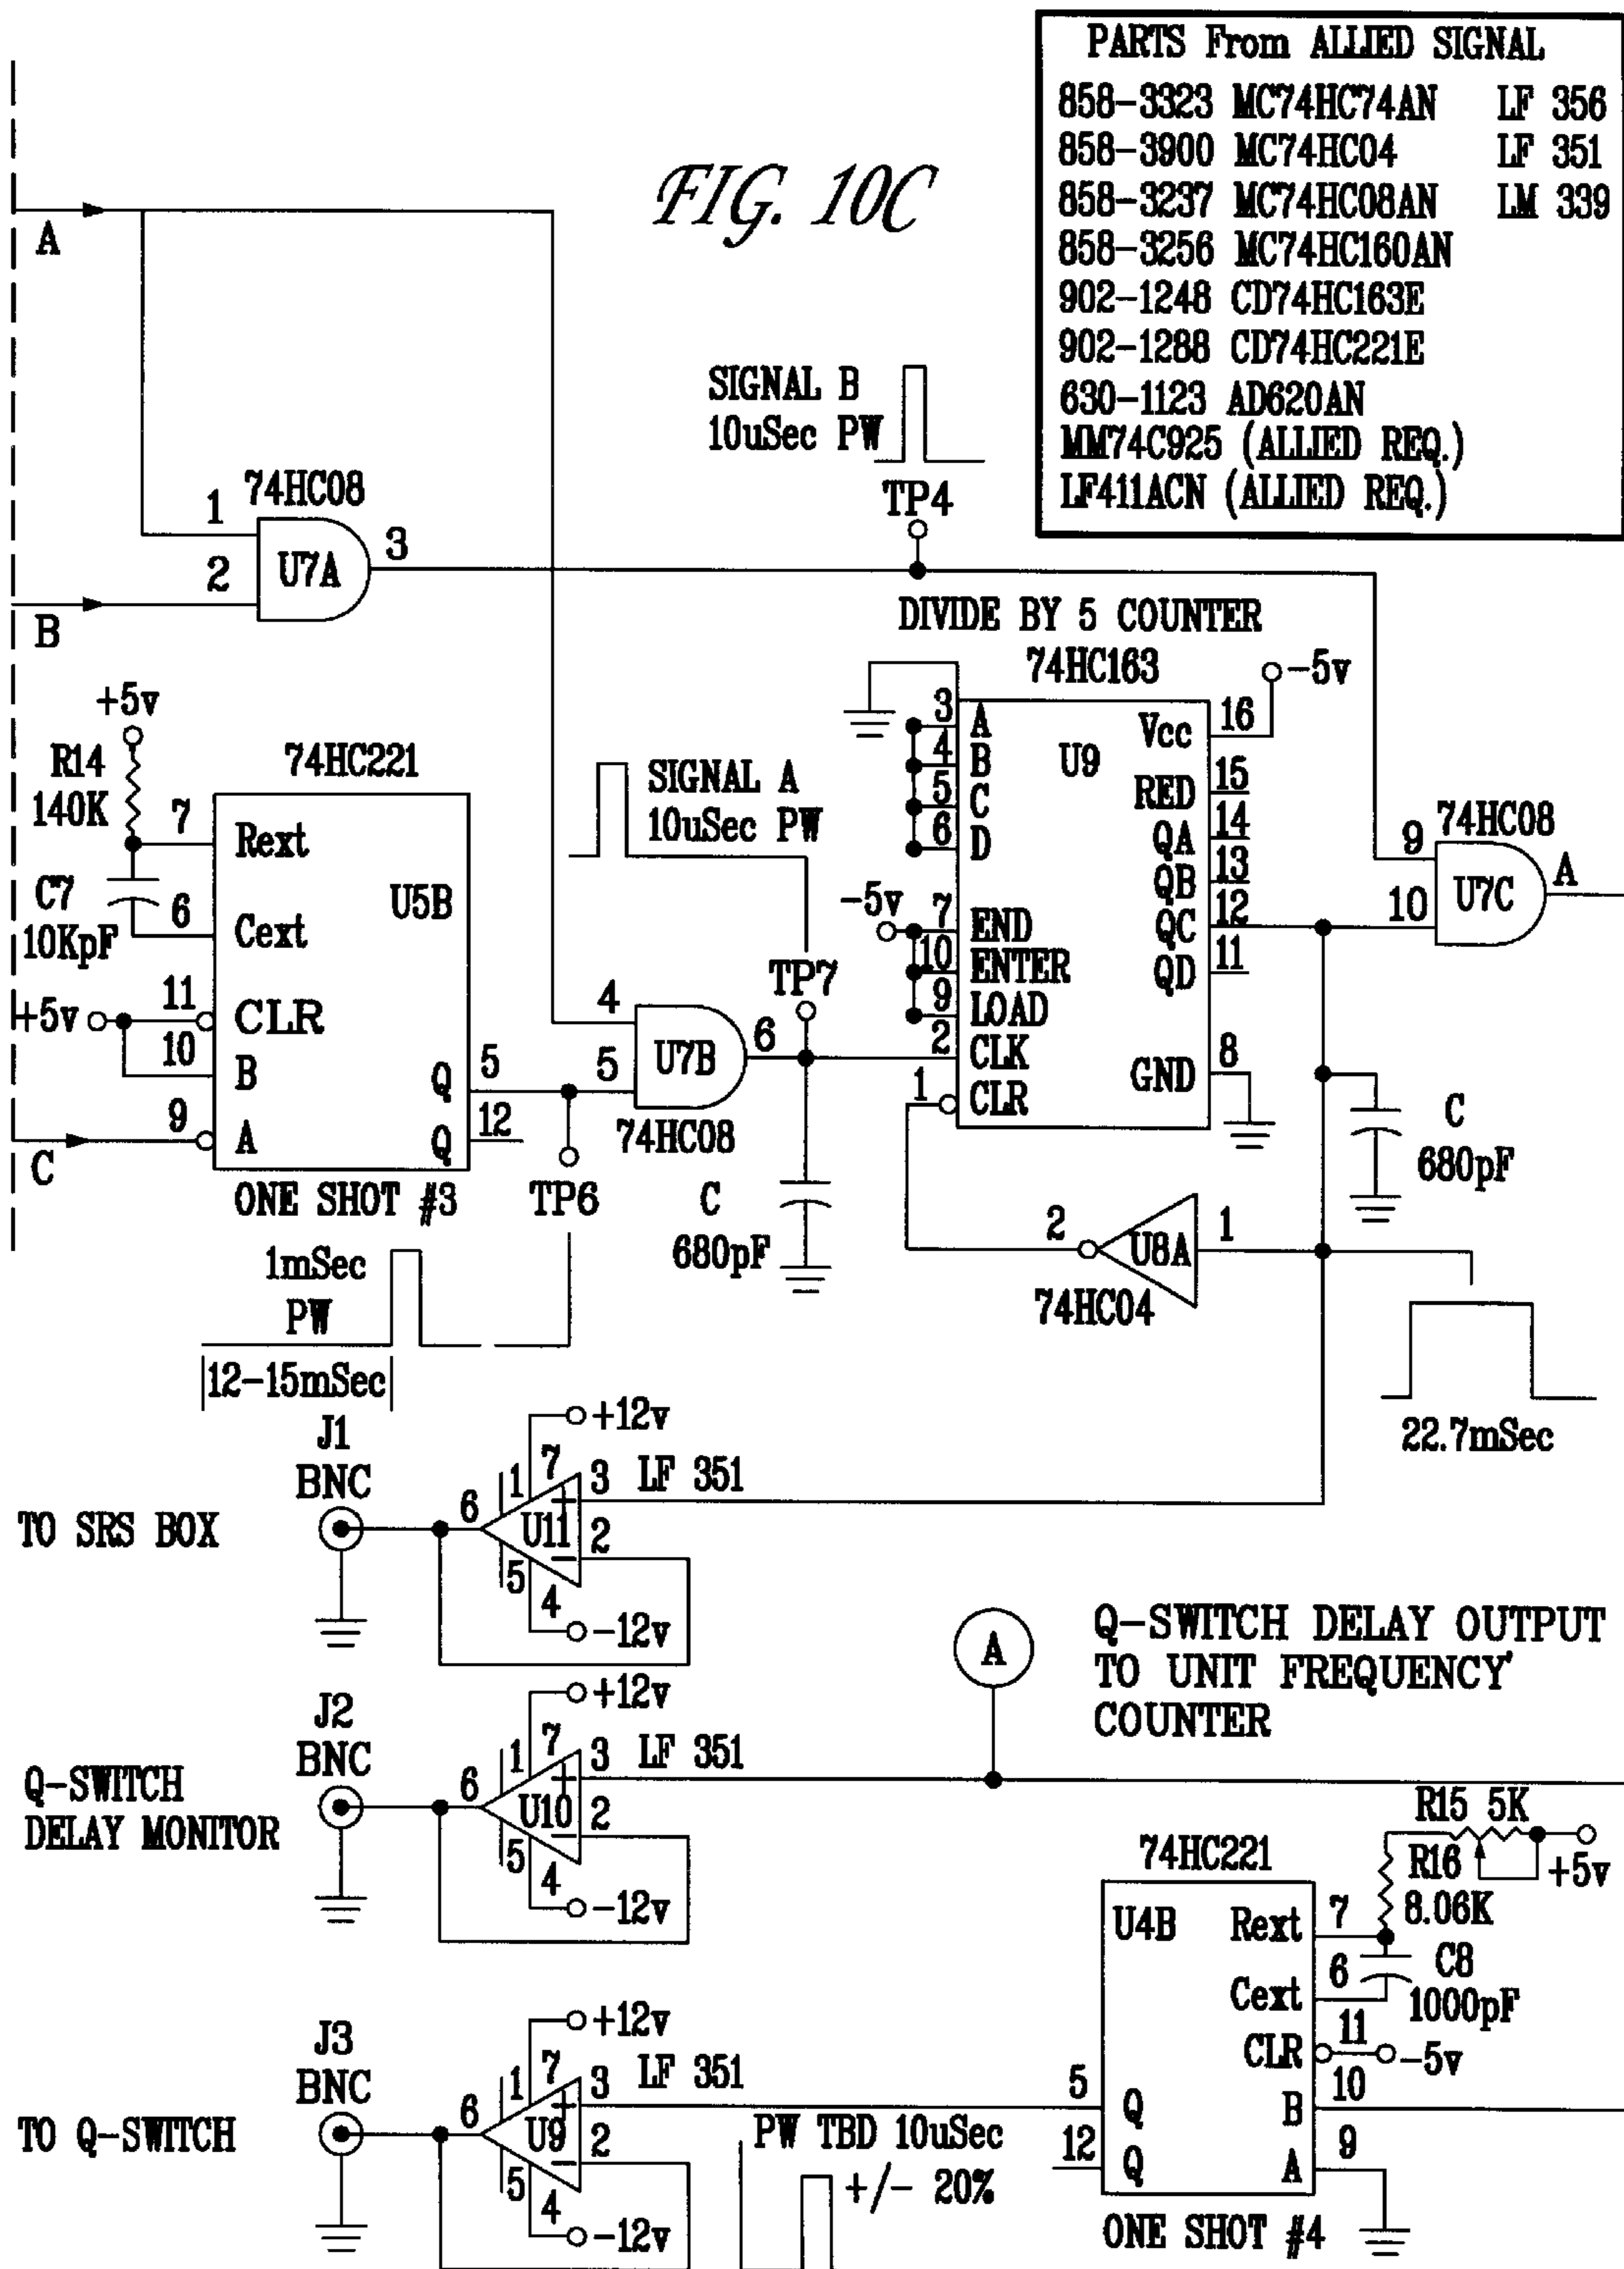 PARTS From ALLIED SIGNAL
858-3323 MC74HC74AN LF 356
858-3900 MC74HC04 LF 351
858-3237 MC74HC08AN LM 339
858-3256 MC74HC160AN
902-1248 CD74HC163E
902-1288 CD74HC221E
630-1123 AD620AN
MM74C925 (ALLIED REQ.)
LF411ACN (ALLIED REQ.)
FIG. 10C
A
SIGNAL B
10uSec PW
TP4
74HC08
1
2
U7A
3
B
DIVIDE BY 5 COUNTER
74HC163
-5v
+5v
R14
140K
C7
10KpF
74HC221
7
Rext
U5B
6
Cext
+5v
11
CLR
10
B
Q
5
9
A
Q
12
C
ONE SHOT #3
SIGNAL A
10uSec PW
TP7
4
5
U7B
6
74HC08
TP6
C
680pF
1mSec
PW
12-15mSec
3
A
4
B
5
C
6
D
U9
Vcc
16
RED
15
QA
14
QB
13
QC
12
QD
11
-5v
7
END
10
ENTER
9
LOAD
2
CLK
1
CLR
GND
8
74HC08
9
10
U7C
A
C
680pF
2
U8A
1
74HC04
22.7mSec
J1
BNC
TO SRS BOX
+12v
1
7
3
LF 351
6
U11
+
-
2
5
4
-12v
A
Q-SWITCH DELAY OUTPUT
TO UNIT FREQUENCY'
COUNTER
J2
BNC
Q-SWITCH
DELAY MONITOR
+12v
1
7
3
LF 351
6
U10
+
-
2
5
4
-12v
R15 5K
+5v
R16
8.06K
74HC221
U4B
Rext
7
C8
1000pF
Cext
6
CLR
11
-5v
Q
5
B
10
Q
12
A
9
ONE SHOT #4
J3
BNC
TO Q-SWITCH
+12v
1
7
3
LF 351
6
U9
+
-
2
5
4
-12v
PW TBD 10uSec
+/- 20%